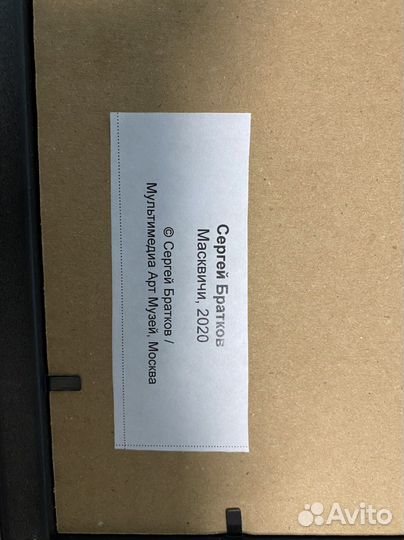 Сергей Братков
Масквичи, 2020
© Сергей Братков /
Мультимедиа Арт Музей, Москва
Avito